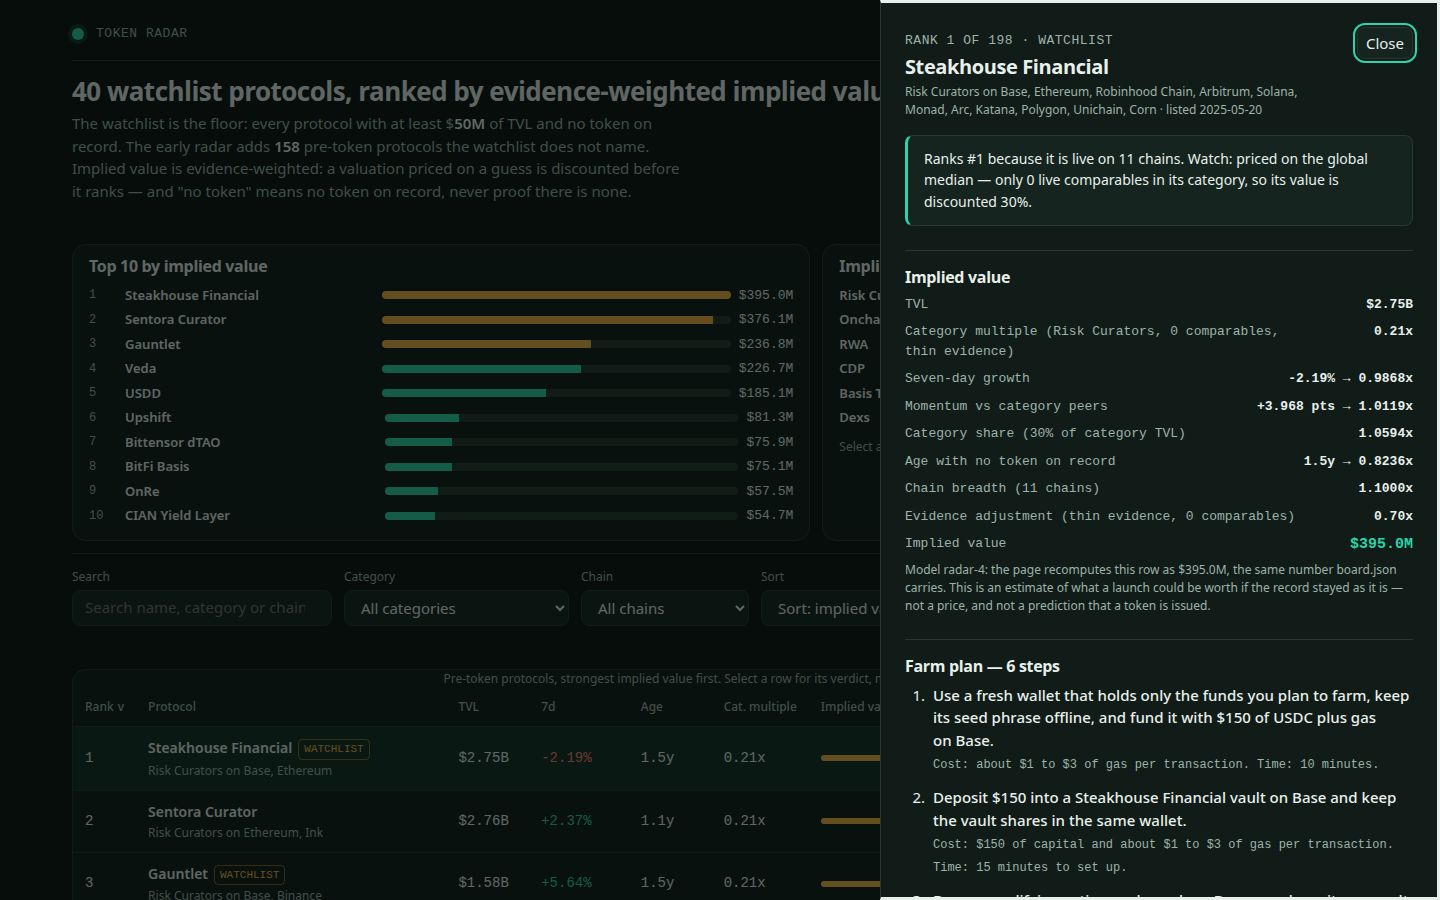 TOKEN RADAR
40 watchlist protocols, ranked by evidence-weighted implied valu
The watchlist is the floor: every protocol with at least $50M of TVL and no token on
record. The early radar adds 158 pre-token protocols the watchlist does not name.
Implied value is evidence-weighted: a valuation priced on a guess is discounted before
it ranks — and "no token" means no token on record, never proof there is none.
Top 10 by implied value
1 Steakhouse Financial $395.0M
2 Sentora Curator $376.1M
3 Gauntlet $236.8M
4 Veda $226.7M
5 USDD $185.1M
6 Upshift $81.3M
7 Bittensor dTAO $75.9M
8 BitFi Basis $75.1M
9 OnRe $57.5M
10 CIAN Yield Layer $54.7M
Impli
Risk Cu
Oncha
RWA
CDP
Basis T
Dexs
Select a
Search Category Chain Sort
Search name, category or chain All categories All chains Sort: implied v
Pre-token protocols, strongest implied value first. Select a row for its verdict,
Rank v Protocol TVL 7d Age Cat. multiple Implied va
1 Steakhouse Financial WATCHLIST $2.75B -2.19% 1.5y 0.21x
Risk Curators on Base, Ethereum
2 Sentora Curator $2.76B +2.37% 1.1y 0.21x
Risk Curators on Ethereum, Ink
3 Gauntlet WATCHLIST $1.58B +5.64% 1.5y 0.21x
Risk Curators on Base, Binance
RANK 1 OF 198 · WATCHLIST
Close
Steakhouse Financial
Risk Curators on Base, Ethereum, Robinhood Chain, Arbitrum, Solana,
Monad, Arc, Katana, Polygon, Unichain, Corn · listed 2025-05-20
Ranks #1 because it is live on 11 chains. Watch: priced on the global
median — only 0 live comparables in its category, so its value is
discounted 30%.
Implied value
TVL $2.75B
Category multiple (Risk Curators, 0 comparables, 0.21x
thin evidence)
Seven-day growth -2.19% → 0.9868x
Momentum vs category peers +3.968 pts → 1.0119x
Category share (30% of category TVL) 1.0594x
Age with no token on record 1.5y → 0.8236x
Chain breadth (11 chains) 1.1000x
Evidence adjustment (thin evidence, 0 comparables) 0.70x
Implied value $395.0M
Model radar-4: the page recomputes this row as $395.0M, the same number board.json
carries. This is an estimate of what a launch could be worth if the record stayed as it is —
not a price, and not a prediction that a token is issued.
Farm plan — 6 steps
1. Use a fresh wallet that holds only the funds you plan to farm, keep
its seed phrase offline, and fund it with $150 of USDC plus gas
on Base.
Cost: about $1 to $3 of gas per transaction. Time: 10 minutes.
2. Deposit $150 into a Steakhouse Financial vault on Base and keep
the vault shares in the same wallet.
Cost: $150 of capital and about $1 to $3 of gas per transaction.
Time: 15 minutes to set up.